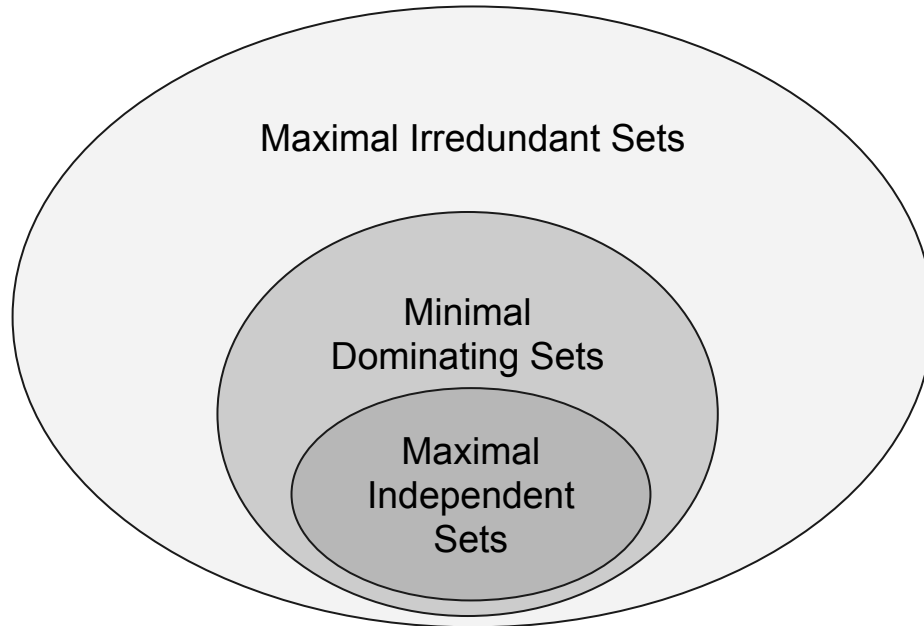 Maximal Irredundant Sets
Minimal
Dominating Sets
Maximal
Independent
Sets